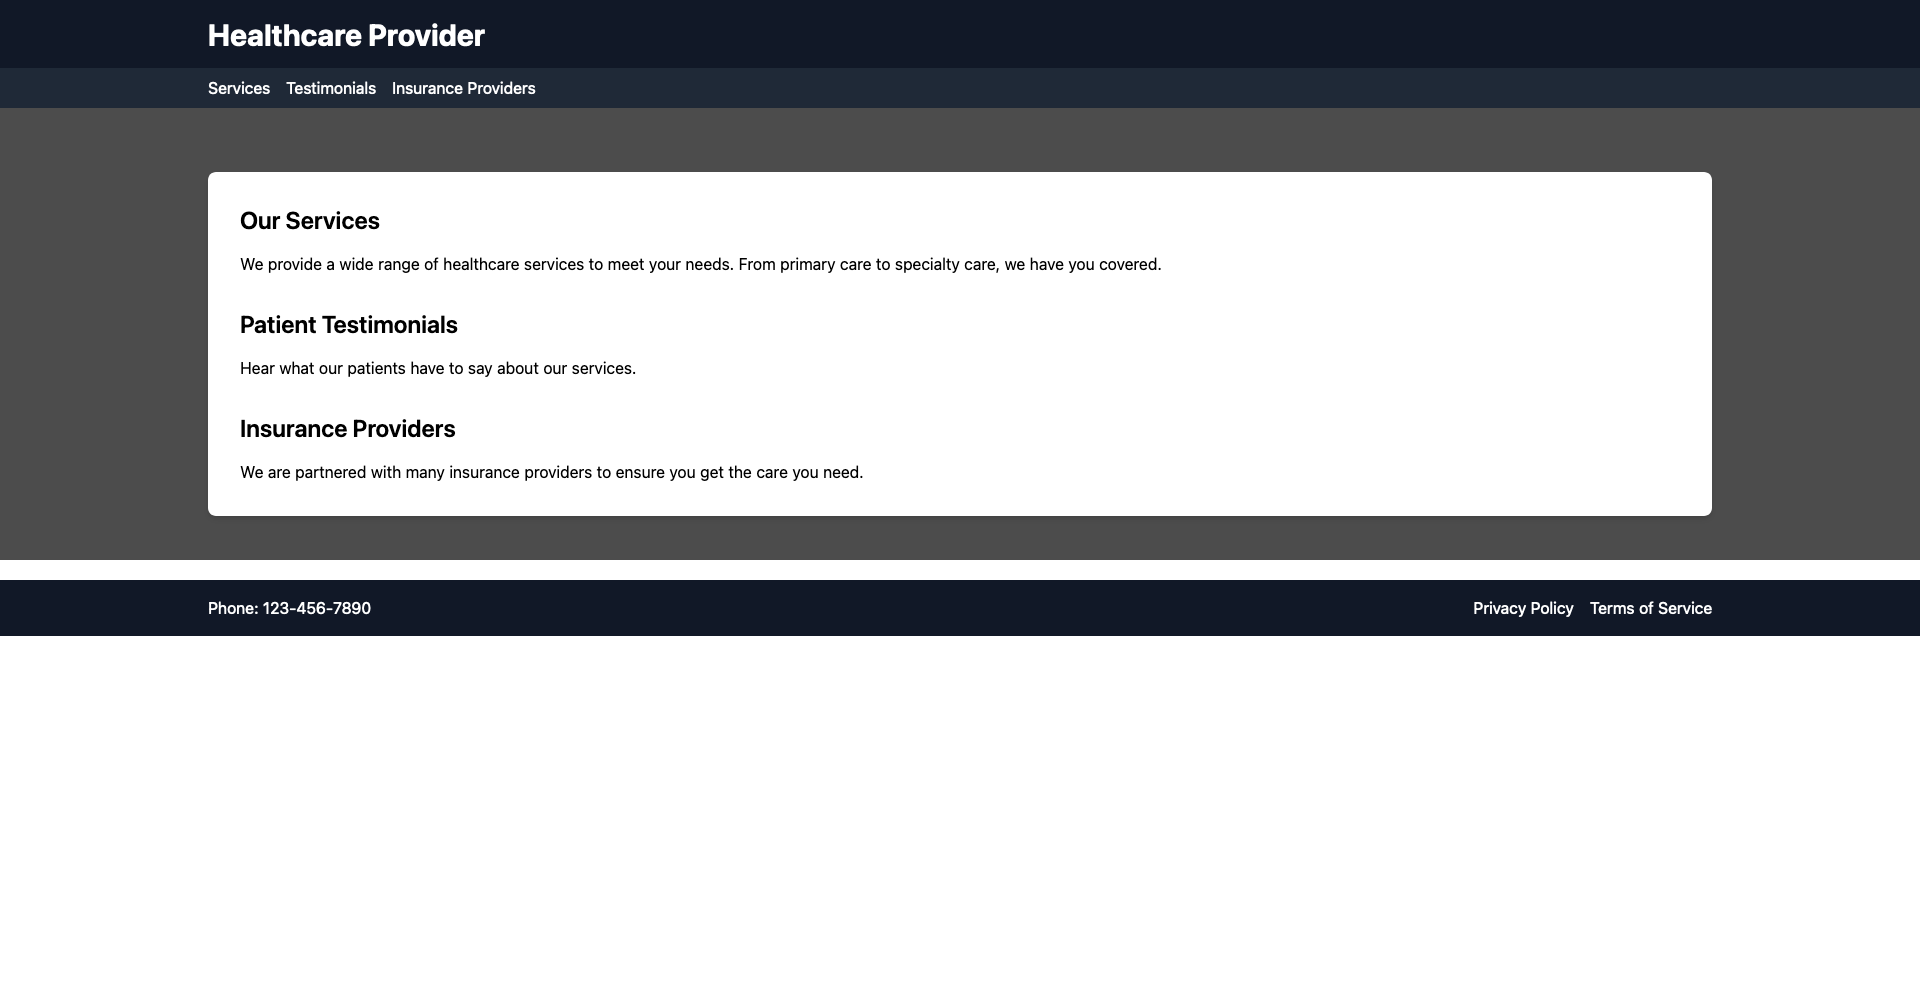 Healthcare Provider
Services Testimonials Insurance Providers
Our Services
We provide a wide range of healthcare services to meet your needs. From primary care to specialty care, we have you covered.
Patient Testimonials
Hear what our patients have to say about our services.
Insurance Providers
We are partnered with many insurance providers to ensure you get the care you need.
Phone: 123-456-7890 Privacy Policy Terms of Service